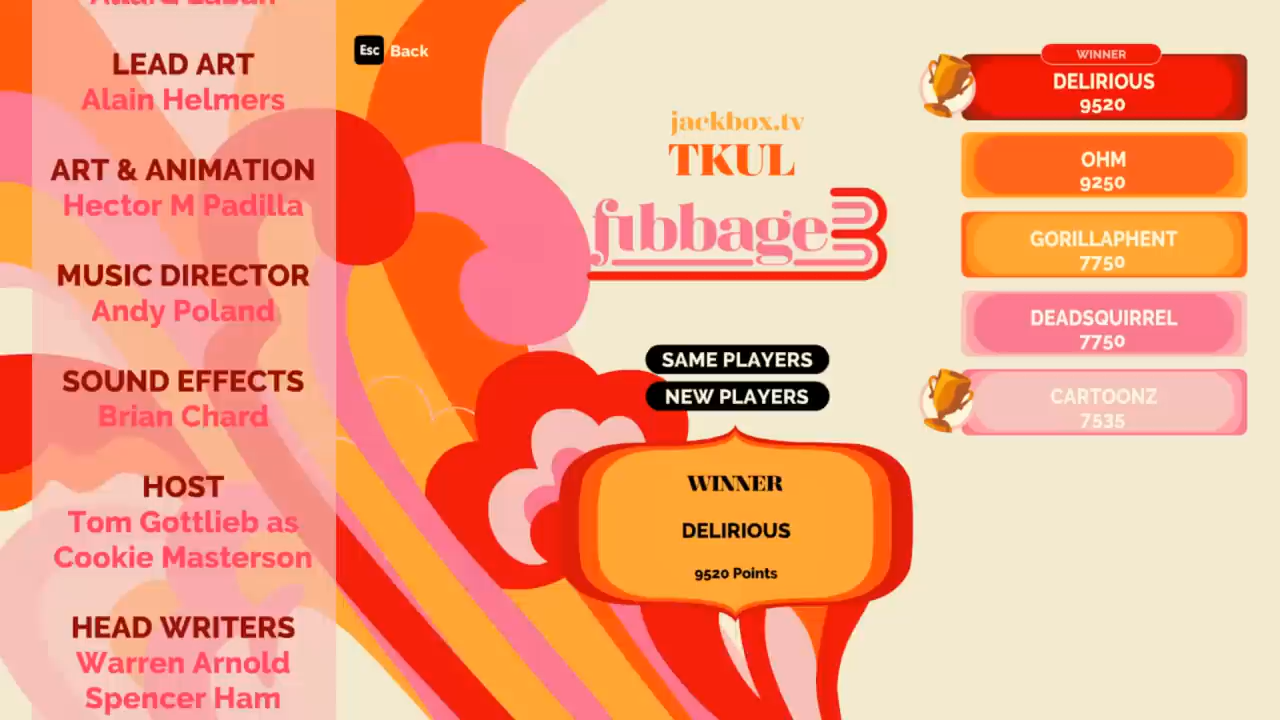 LEAD ART
Alain Helmers
ART & ANIMATION
Hector M Padilla
MUSIC DIRECTOR
Andy Poland
SOUND EFFECTS
Brian Chard
HOST
Tom Gottlieb as
Cookie Masterson
HEAD WRITERS
Warren Arnold
Spencer Ham
Esc Back
jackbox.tv
TKUL
fibbage 3
SAME PLAYERS
NEW PLAYERS
WINNER
DELIRIOUS
9520 Points
WINNER
DELIRIOUS
9520
OHM
9250
GORILLAPHENT
7750
DEADSQUIRREL
7750
CARTOONZ
7535